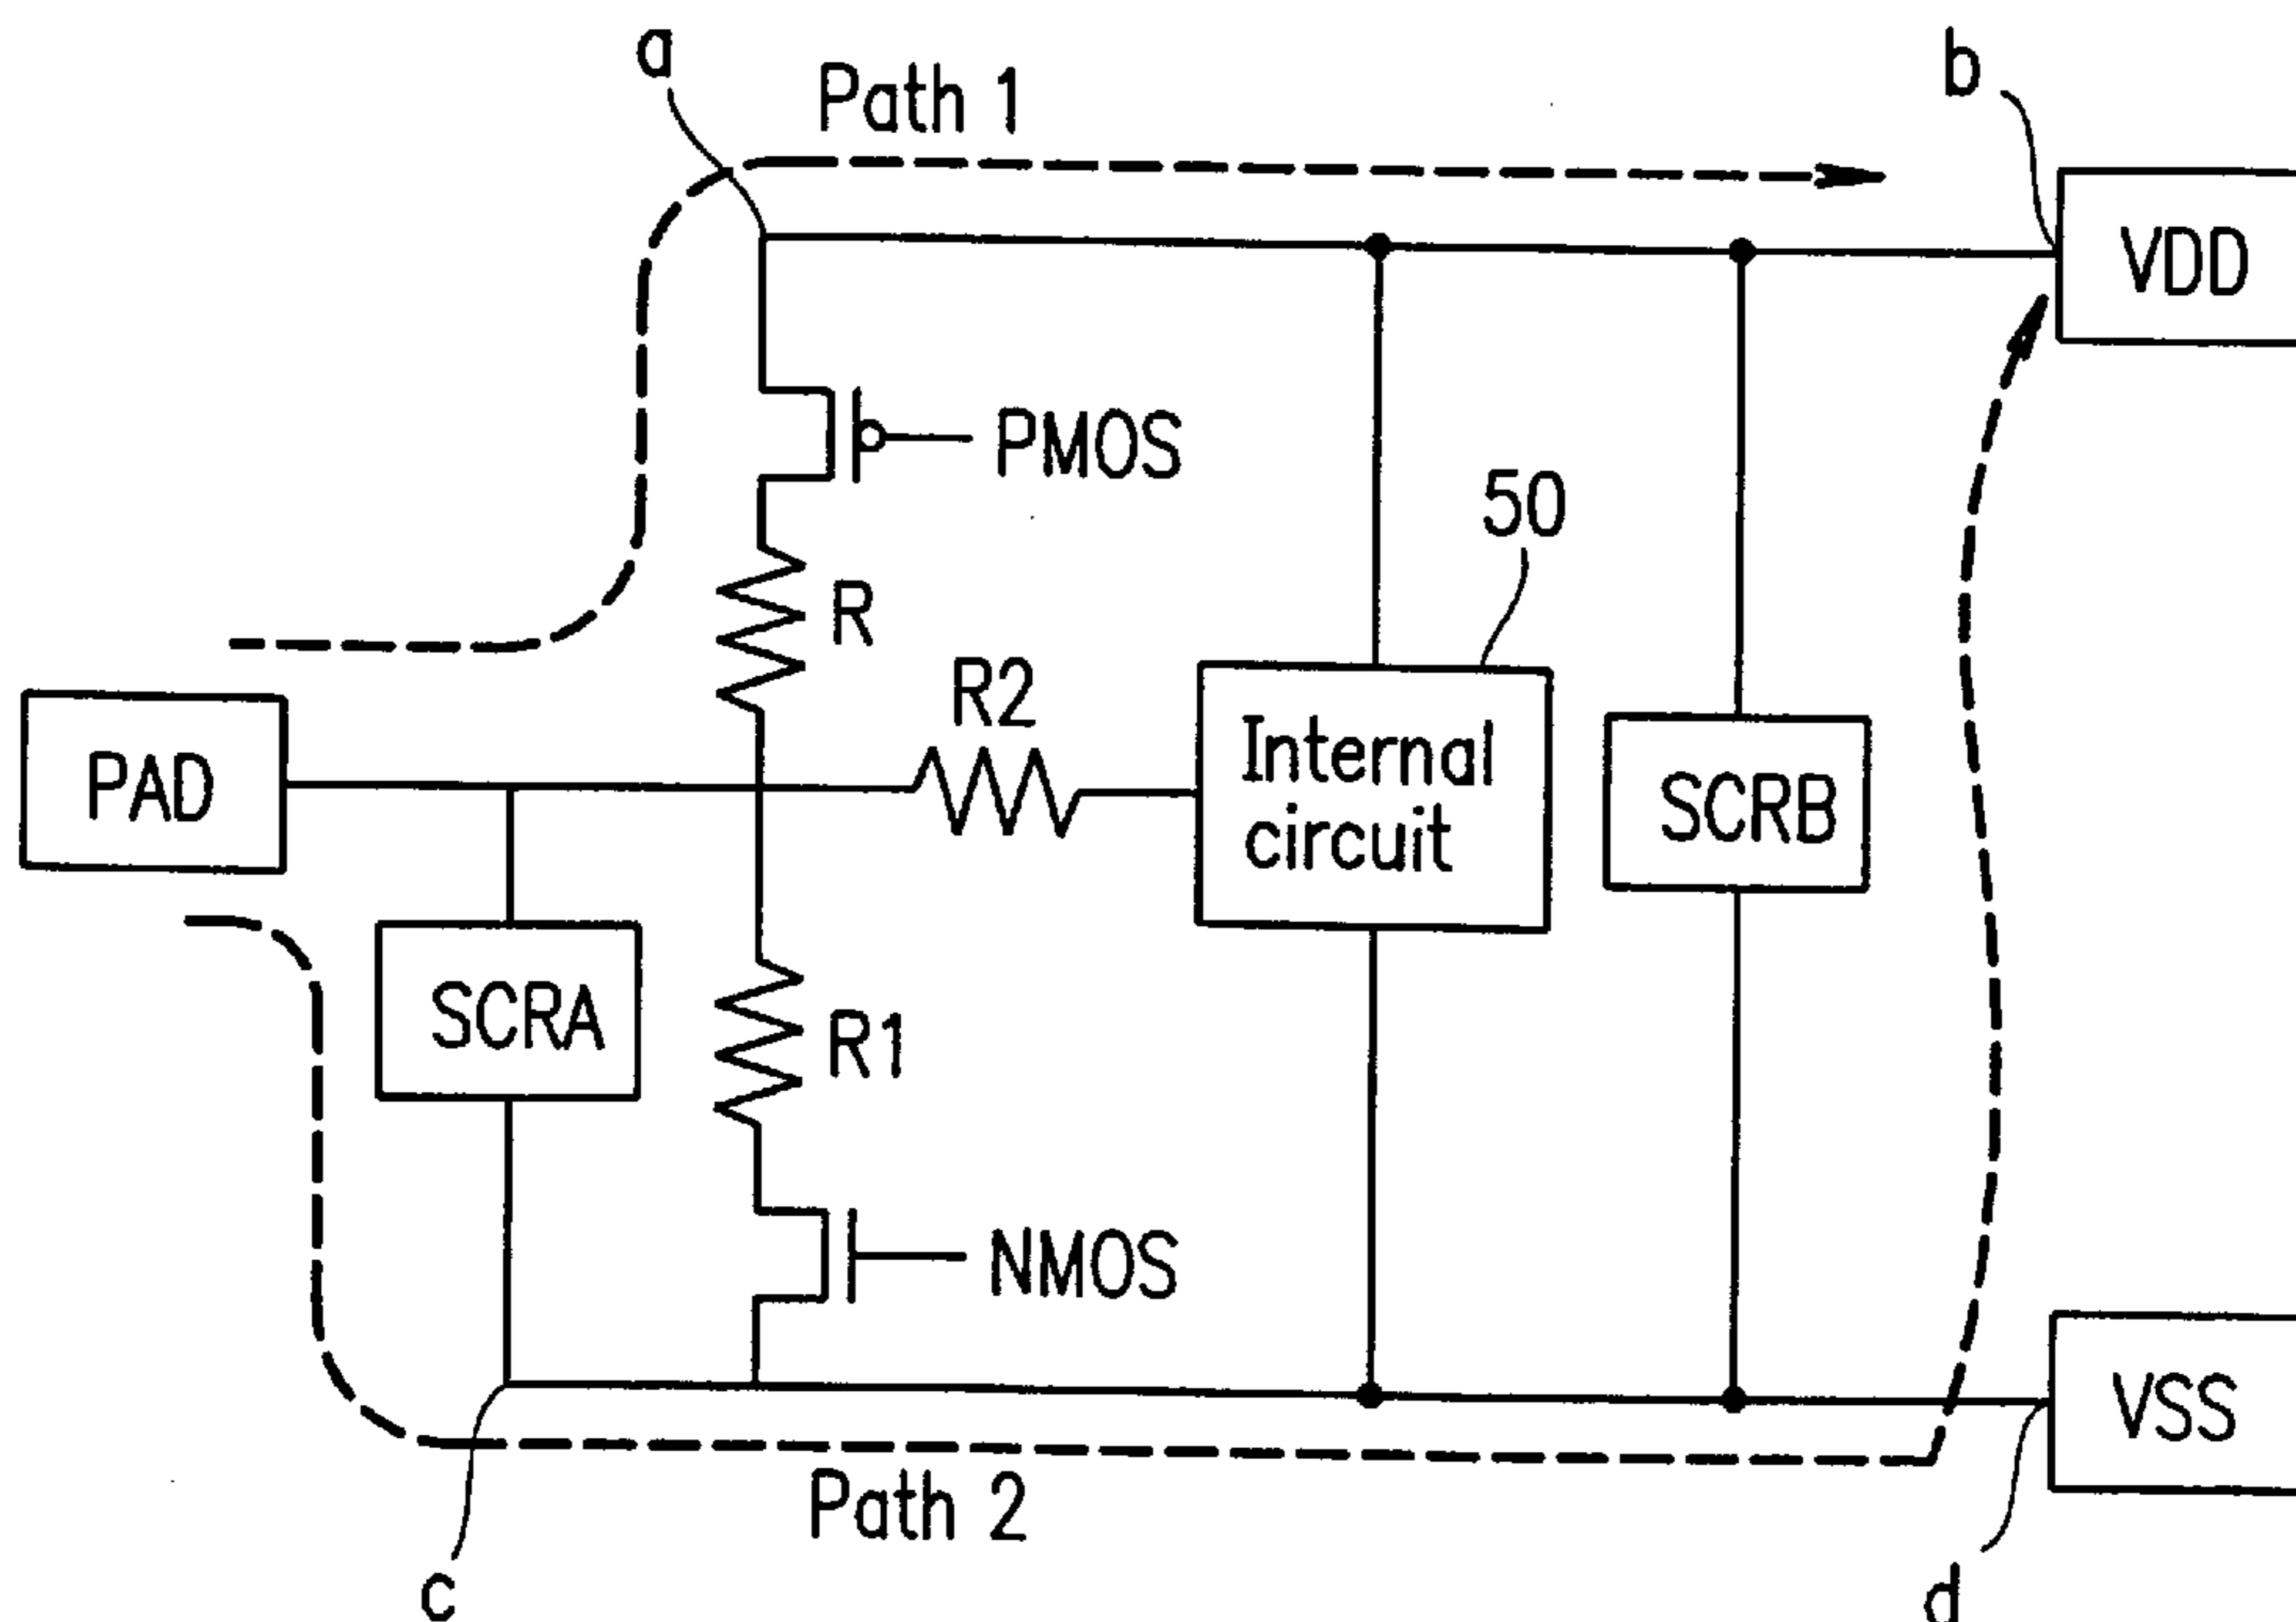 a
Path 1
b
VDD
PMOS
50
R
R2
PAD
Internal
circuit
SCRB
SCRA
R1
NMOS
VSS
Path 2
c
d